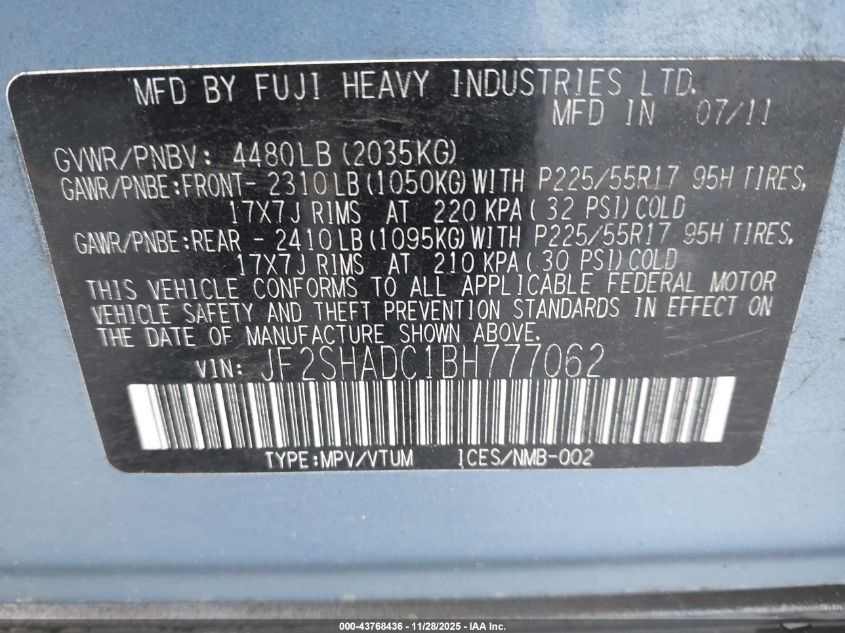 MFD BY FUJI HEAVY INDUSTRIES LTD.
MFD IN 07/11
GVWR/PNBV: 4480LB(2035KG)
GAWR/PNBE:FRONT- 2310LB(1050KG)WITH P225/55R17 95H TIRES,
17X7J RIMS AT 220 KPA( 32 PSI)COLD
GAWR/PNBE:REAR - 2410LB(1095KG)WITH P225/55R17 95H TIRES,
17X7J RIMS AT 210 KPA( 30 PSI)COLD
THIS VEHICLE CONFORMS TO ALL APPLICABLE FEDERAL MOTOR
VEHICLE SAFETY AND THEFT PREVENTION STANDARDS IN EFFECT ON
THE DATE OF MANUFACTURE SHOWN ABOVE.
VIN: JF2SHADC1BH777062
TYPE:MPV/VTUM ICES/NMB-002
000-43768436 - 11/28/2025 - IAA Inc.